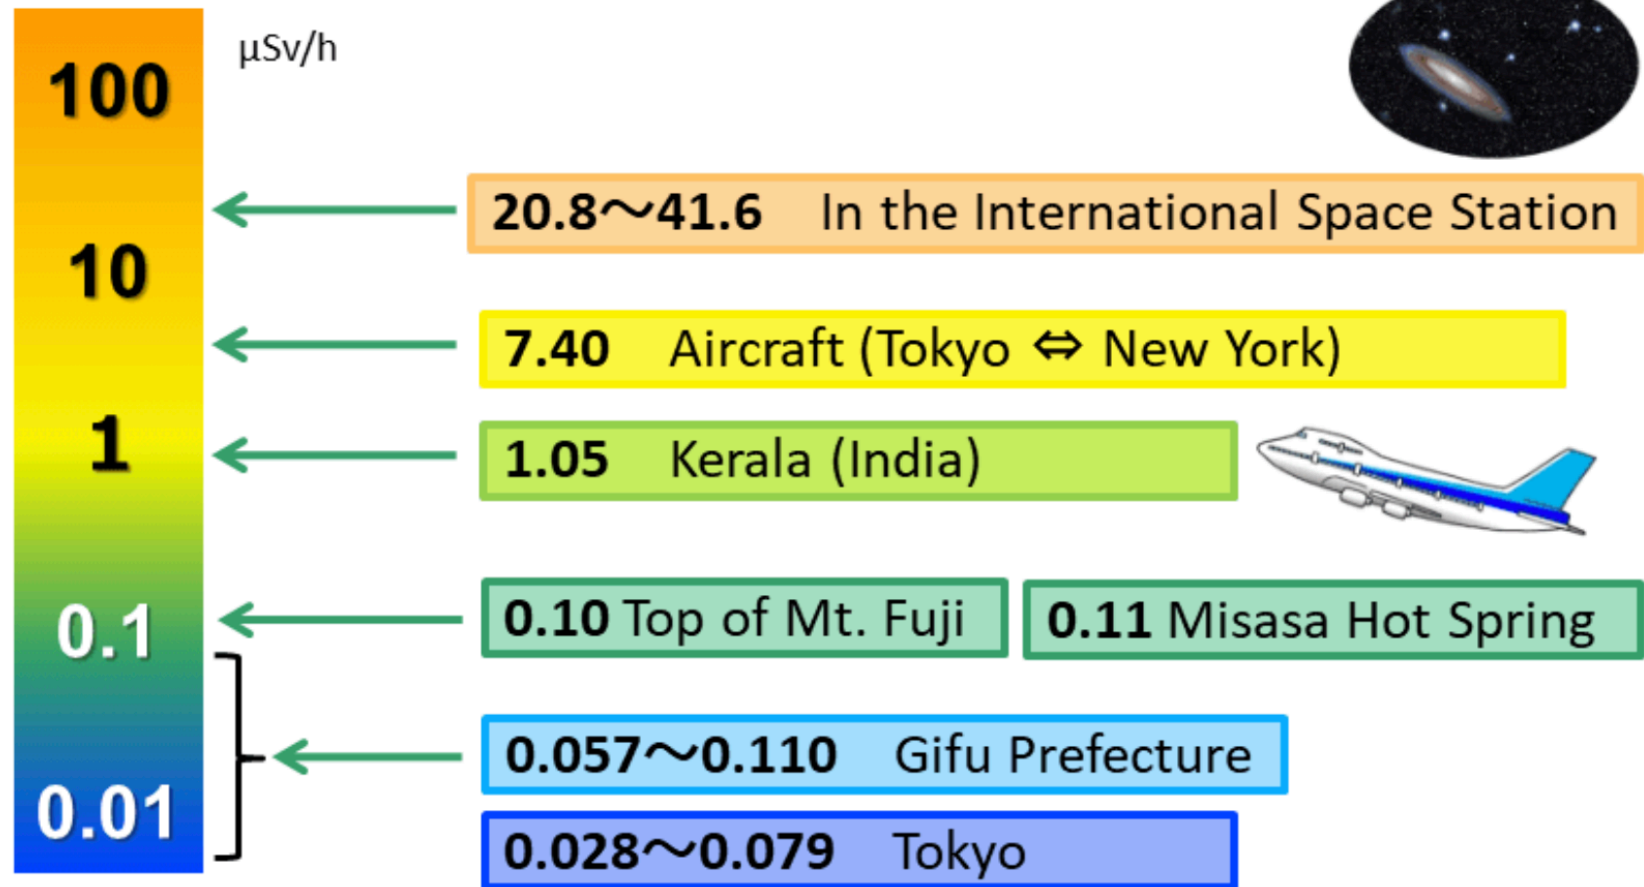 µSv/h
100
20.8～41.6 In the International Space Station
10
7.40 Aircraft (Tokyo ⇔ New York)
1
1.05 Kerala (India)
0.1
0.10 Top of Mt. Fuji
0.11 Misasa Hot Spring
0.057～0.110 Gifu Prefecture
0.01
0.028～0.079 Tokyo